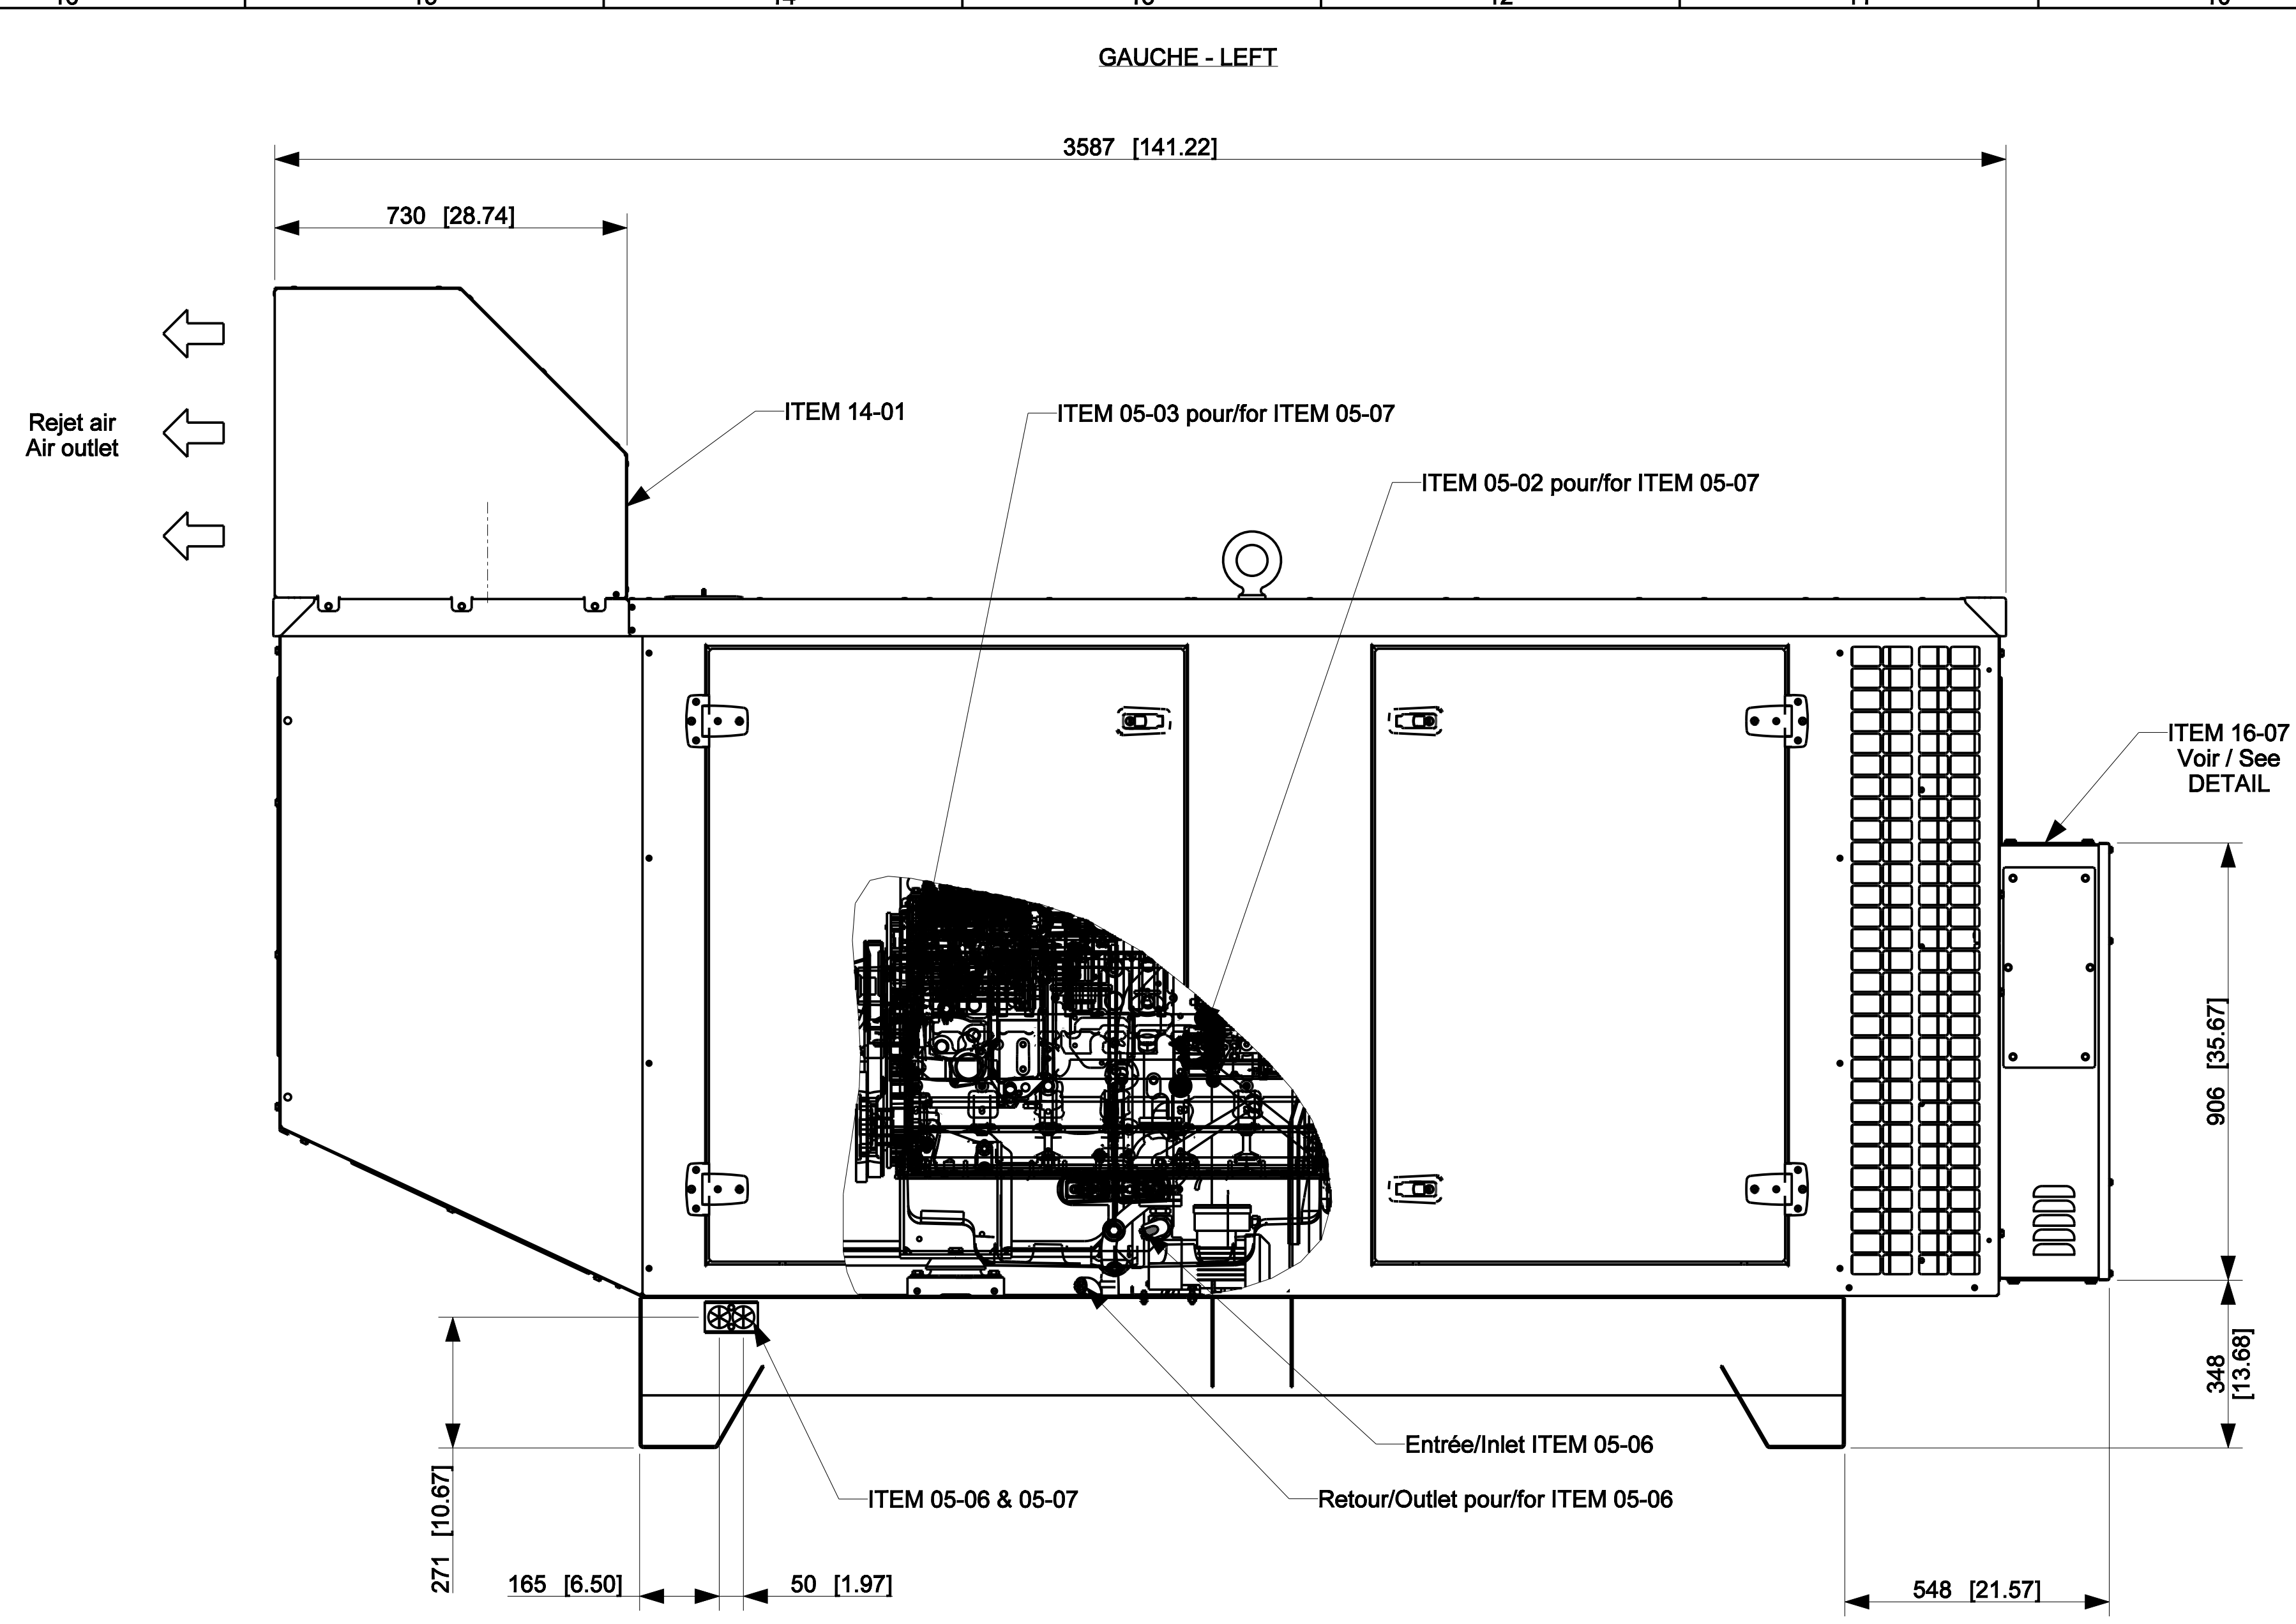 GAUCHE - LEFT
3587 [141.22]
730 [28.74]
Rejet air
Air outlet
ITEM 14-01
ITEM 05-03 pour/for ITEM 05-07
ITEM 05-02 pour/for ITEM 05-07
ITEM 16-07
Voir / See
DETAIL
906 [35.67]
348
[13.68]
Entrée/Inlet ITEM 05-06
Retour/Outlet pour/for ITEM 05-06
ITEM 05-06 & 05-07
271 [10.67]
165 [6.50]
50 [1.97]
548 [21.57]